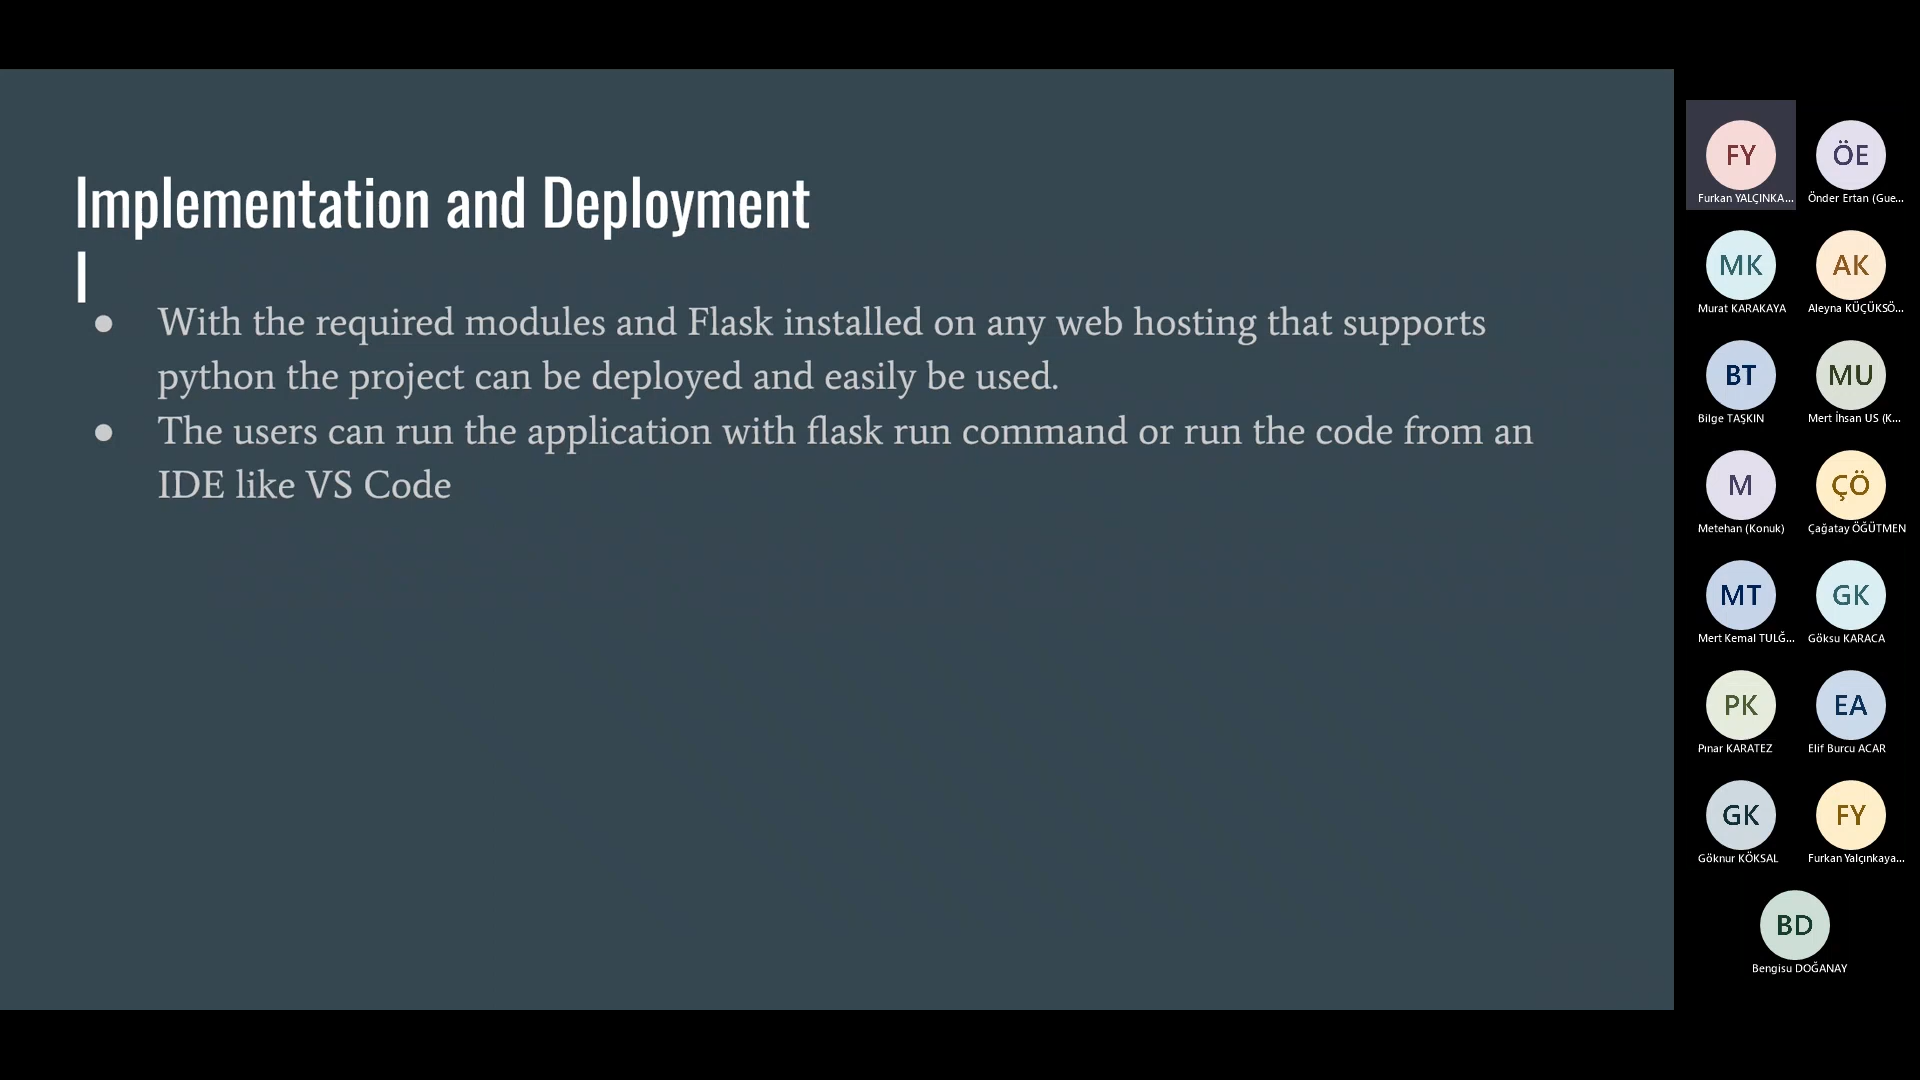 Implementation and Deployment
|
● With the required modules and Flask installed on any web hosting that supports
python the project can be deployed and easily be used.
● The users can run the application with flask run command or run the code from an
IDE like VS Code
FY
Furkan YALÇINKA...
ÖE
Önder Ertan (Gue...
MK
Murat KARAKAYA
AK
Aleyna KÜÇÜKSÖ...
BT
Bilge TAŞKIN
MU
Mert İhsan US (K...
M
Metehan (Konuk)
ÇÖ
Çağatay ÖĞÜTMEN
MT
Mert Kemal TULĞ...
GK
Göksu KARACA
PK
Pınar KARATEZ
EA
Elif Burcu ACAR
GK
Göknur KÖKSAL
FY
Furkan Yalçınkaya...
BD
Bengisu DOĞANAY